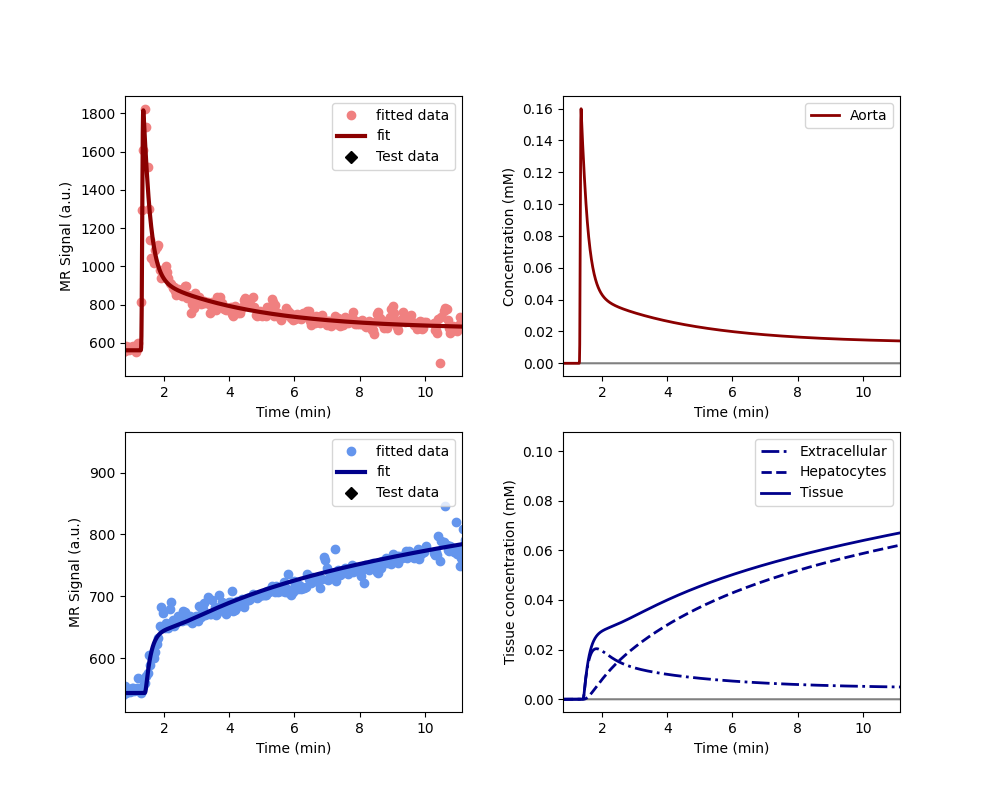 1800
1600
1400
1200
1000
800
600
MR Signal (a.u.)
2 4 6 8 10
Time (min)
fitted data
fit
Test data
0.16
0.14
0.12
0.10
0.08
0.06
0.04
0.02
0.00
Concentration (mM)
2 4 6 8 10
Time (min)
Aorta
900
800
700
600
MR Signal (a.u.)
2 4 6 8 10
Time (min)
fitted data
fit
Test data
0.10
0.08
0.06
0.04
0.02
0.00
Tissue concentration (mM)
2 4 6 8 10
Time (min)
Extracellular
Hepatocytes
Tissue